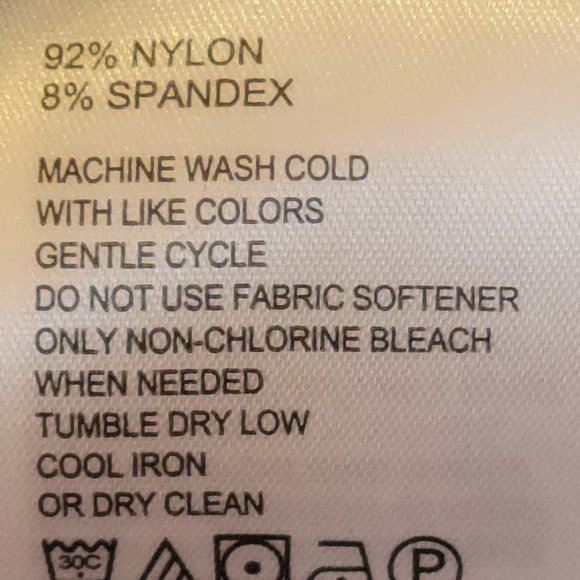 92% NYLON
8% SPANDEX
MACHINE WASH COLD
WITH LIKE COLORS
GENTLE CYCLE
DO NOT USE FABRIC SOFTENER
ONLY NON-CHLORINE BLEACH
WHEN NEEDED
TUMBLE DRY LOW
COOL IRON
OR DRY CLEAN
30C P